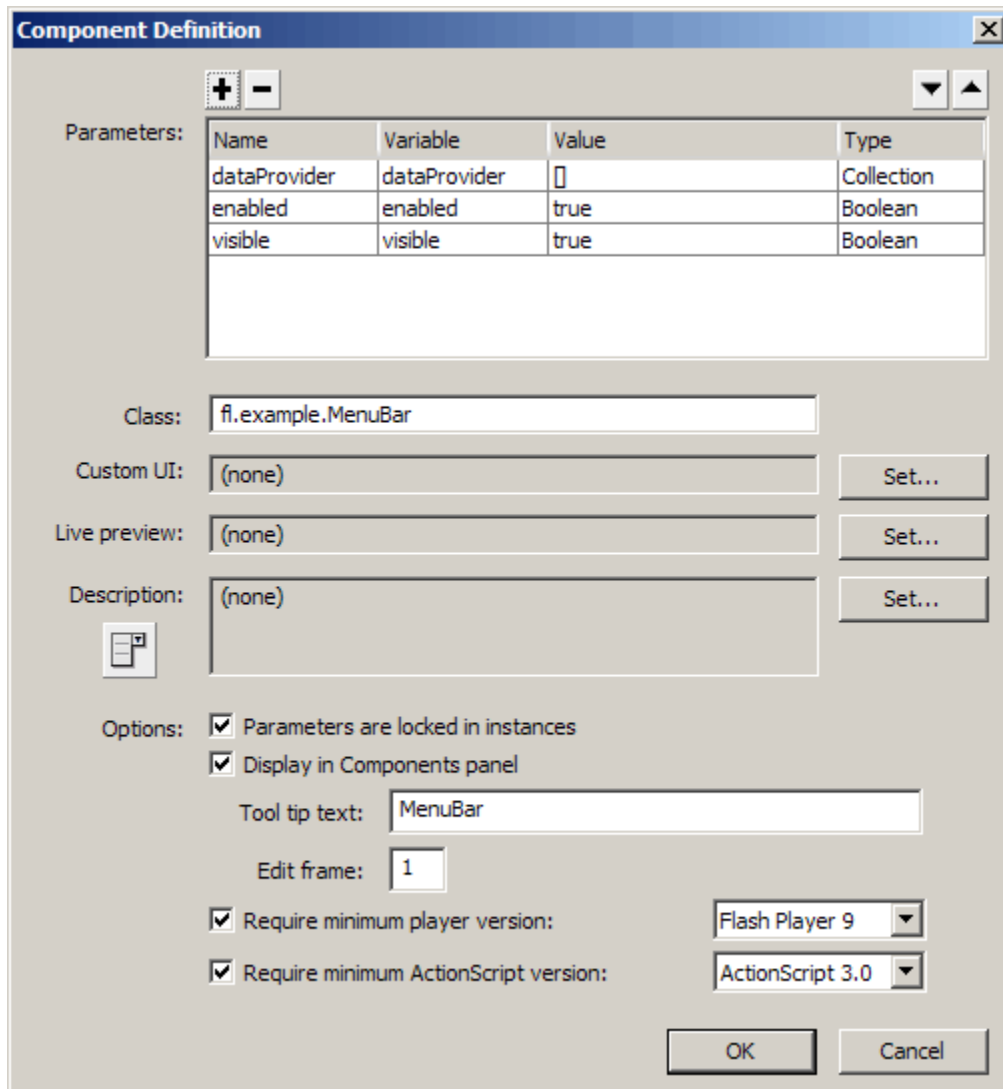 Component Definition
Parameters:
Name Variable Value Type
dataProvider dataProvider [] Collection
enabled enabled true Boolean
visible visible true Boolean
Class: fl.example.MenuBar
Custom UI: (none) Set...
Live preview: (none) Set...
Description: (none) Set...
Options: Parameters are locked in instances
Display in Components panel
Tool tip text: MenuBar
Edit frame: 1
Require minimum player version: Flash Player 9
Require minimum ActionScript version: ActionScript 3.0
OK Cancel